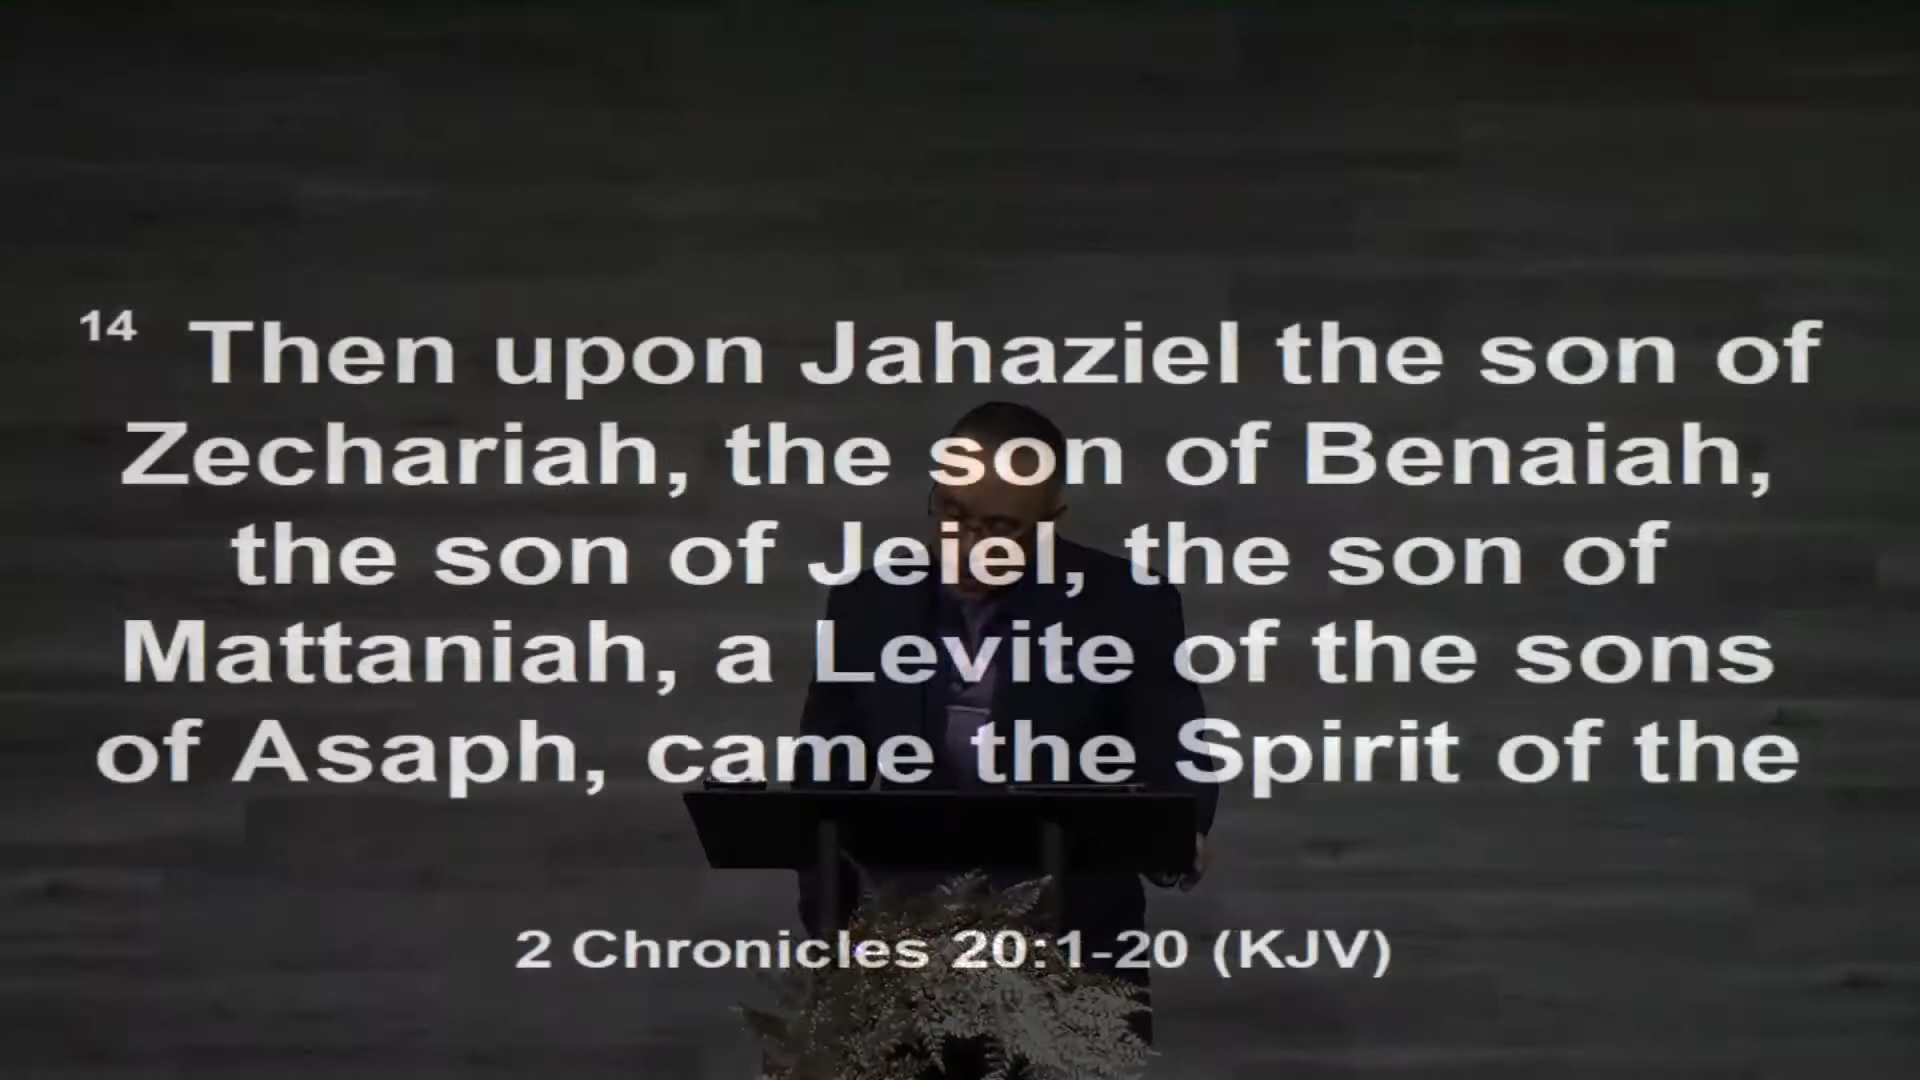 14 Then upon Jahaziel the son of
Zechariah, the son of Benaiah,
the son of Jeiel, the son of
Mattaniah, a Levite of the sons
of Asaph, came the Spirit of the
2 Chronicles 20:1-20 (KJV)